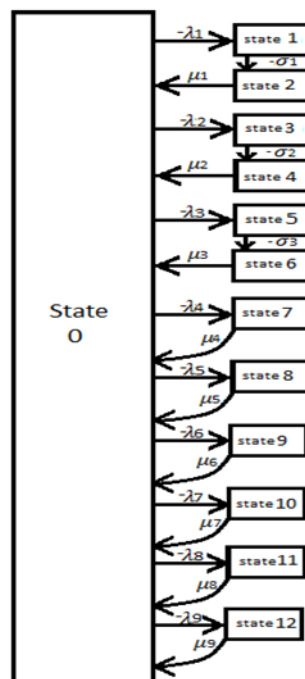 -λ1
state 1
-σ1
μ1
state 2
-λ2
state 3
-σ2
μ2
state 4
-λ3
state 5
-σ3
μ3
state 6
State
0
-λ4
state 7
μ4
-λ5
state 8
μ5
-λ6
state 9
μ6
-λ7
state 10
μ7
-λ8
state 11
μ8
-λ9
state 12
μ9